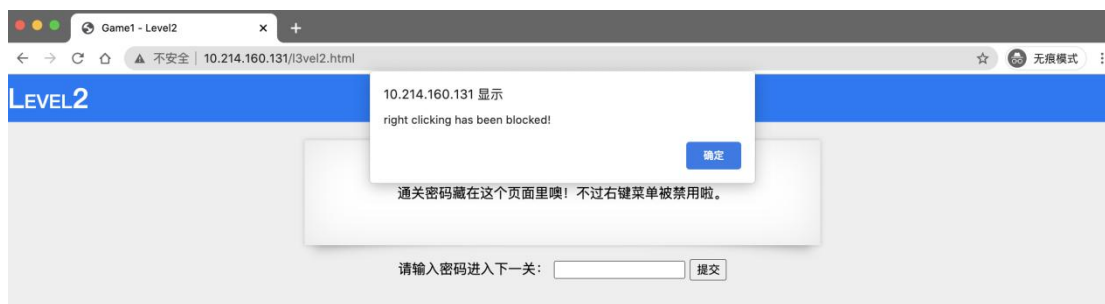 Game1 - Level2
不安全 | 10.214.160.131/l3vel2.html
无痕模式
LEVEL2
10.214.160.131 显示
right clicking has been blocked!
确定
通关密码藏在这个页面里噢！不过右键菜单被禁用啦。
请输入密码进入下一关：
提交